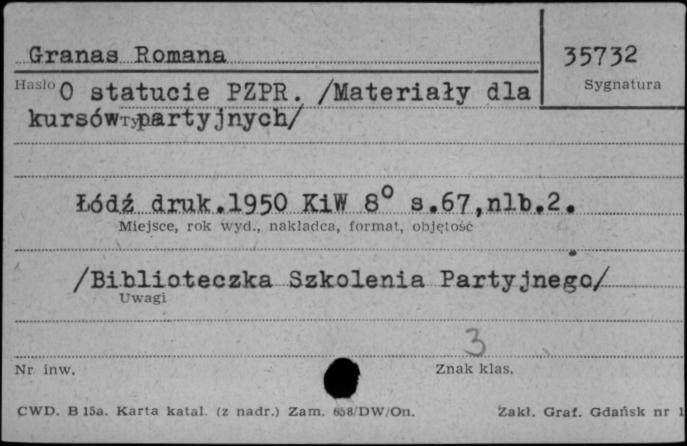 Granas Romana
35732
Hasło
Sygnatura
O statucie PZPR. /Materiały dla
kursów partyjnych/
Łódź druk.1950 KiW 8° s.67,nlb.2.
Miejsce, rok wyd., nakładca, format, objętość
/Biblioteczka Szkolenia Partyjnego/
Uwagi
3
Nr inw.
Znak klas.
CWD. B 15a. Karta katal. (z nadr.) Zam. 658/DW/On.
Zakł. Graf. Gdańsk nr 1